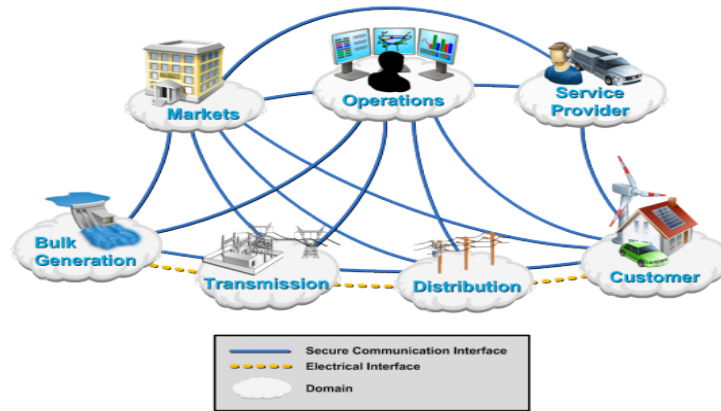 Markets
Operations
Service
Provider
Bulk
Generation
Transmission
Distribution
Customer
Secure Communication Interface
Electrical Interface
Domain